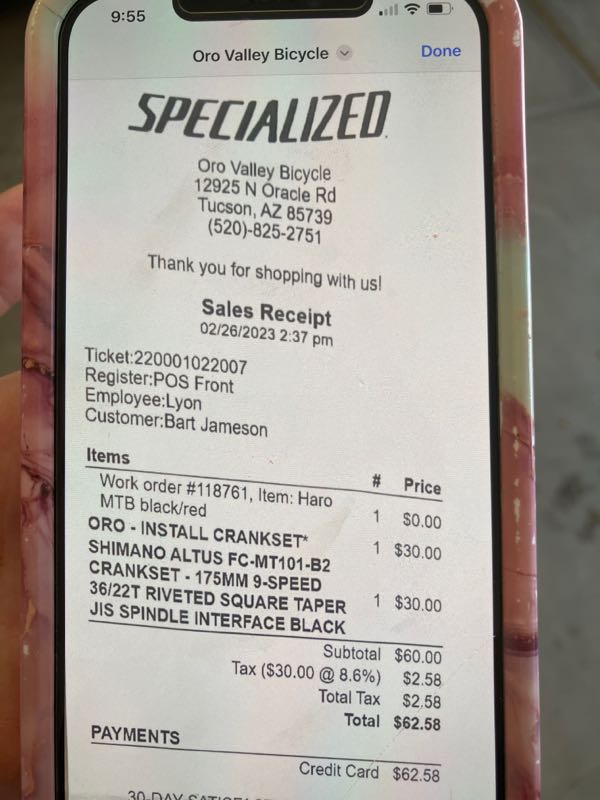 9:55
Oro Valley Bicycle
Done
SPECIALIZED
Oro Valley Bicycle
12925 N Oracle Rd
Tucson, AZ 85739
(520)-825-2751
Thank you for shopping with us!
Sales Receipt
02/26/2023 2:37 pm
Ticket:220001022007
Register:POS Front
Employee:Lyon
Customer:Bart Jameson
Items # Price
Work order #118761, Item: Haro
MTB black/red 1 $0.00
ORO - INSTALL CRANKSET* 1 $30.00
SHIMANO ALTUS FC-MT101-B2
CRANKSET - 175MM 9-SPEED
36/22T RIVETED SQUARE TAPER 1 $30.00
JIS SPINDLE INTERFACE BLACK
Subtotal $60.00
Tax ($30.00 @ 8.6%) $2.58
Total Tax $2.58
Total $62.58
PAYMENTS
Credit Card $62.58
30-DAY